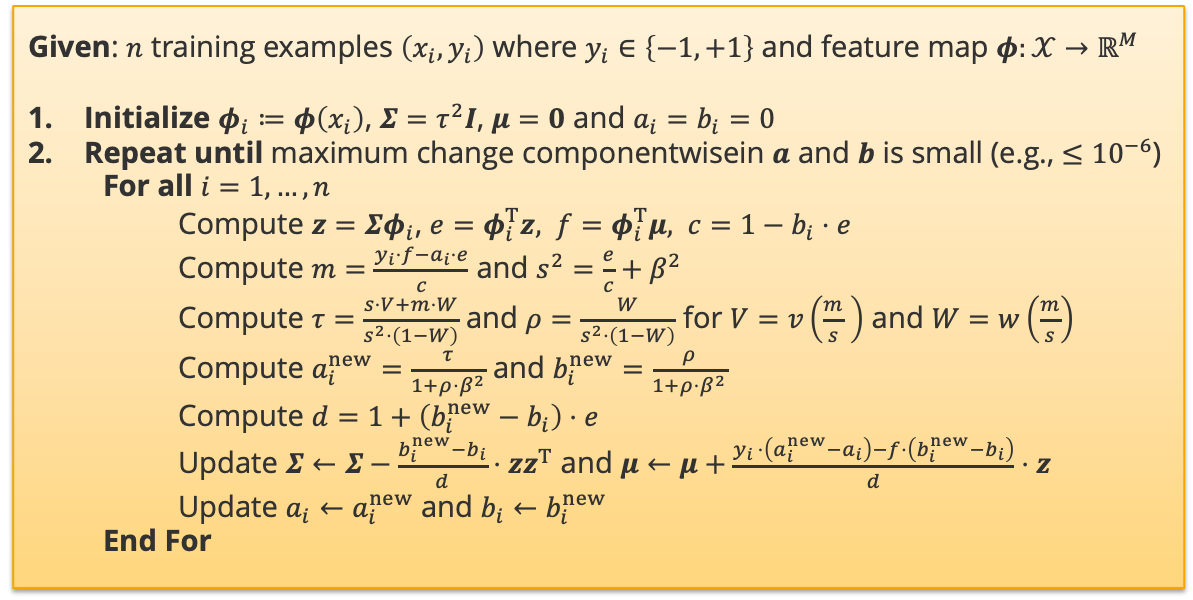 Given: n training examples (xᵢ, yᵢ) where yᵢ ∈ {−1, +1} and feature map ϕ: 𝒳 → ℝᴹ
1. Initialize ϕᵢ ≔ ϕ(xᵢ), Σ = τ²I, μ = 0 and aᵢ = bᵢ = 0
2. Repeat until maximum change componentwisein a and b is small (e.g., ≤ 10⁻⁶)
For all i = 1, … , n
Compute z = Σϕᵢ, e = ϕᵢᵀz, f = ϕᵢᵀμ, c = 1 − bᵢ · e
Compute m = (yᵢ·f−aᵢ·e)/c and s² = e/c + β²
Compute τ = (s·V+m·W)/(s²·(1−W)) and ρ = W/(s²·(1−W)) for V = v(m/s) and W = w(m/s)
Compute aᵢⁿᵉʷ = τ/(1+ρ·β²) and bᵢⁿᵉʷ = ρ/(1+ρ·β²)
Compute d = 1 + (bᵢⁿᵉʷ − bᵢ) · e
Update Σ ← Σ − (bᵢⁿᵉʷ−bᵢ)/d · zzᵀ and μ ← μ + (yᵢ·(aᵢⁿᵉʷ−aᵢ)−f·(bᵢⁿᵉʷ−bᵢ))/d · z
Update aᵢ ← aᵢⁿᵉʷ and bᵢ ← bᵢⁿᵉʷ
End For